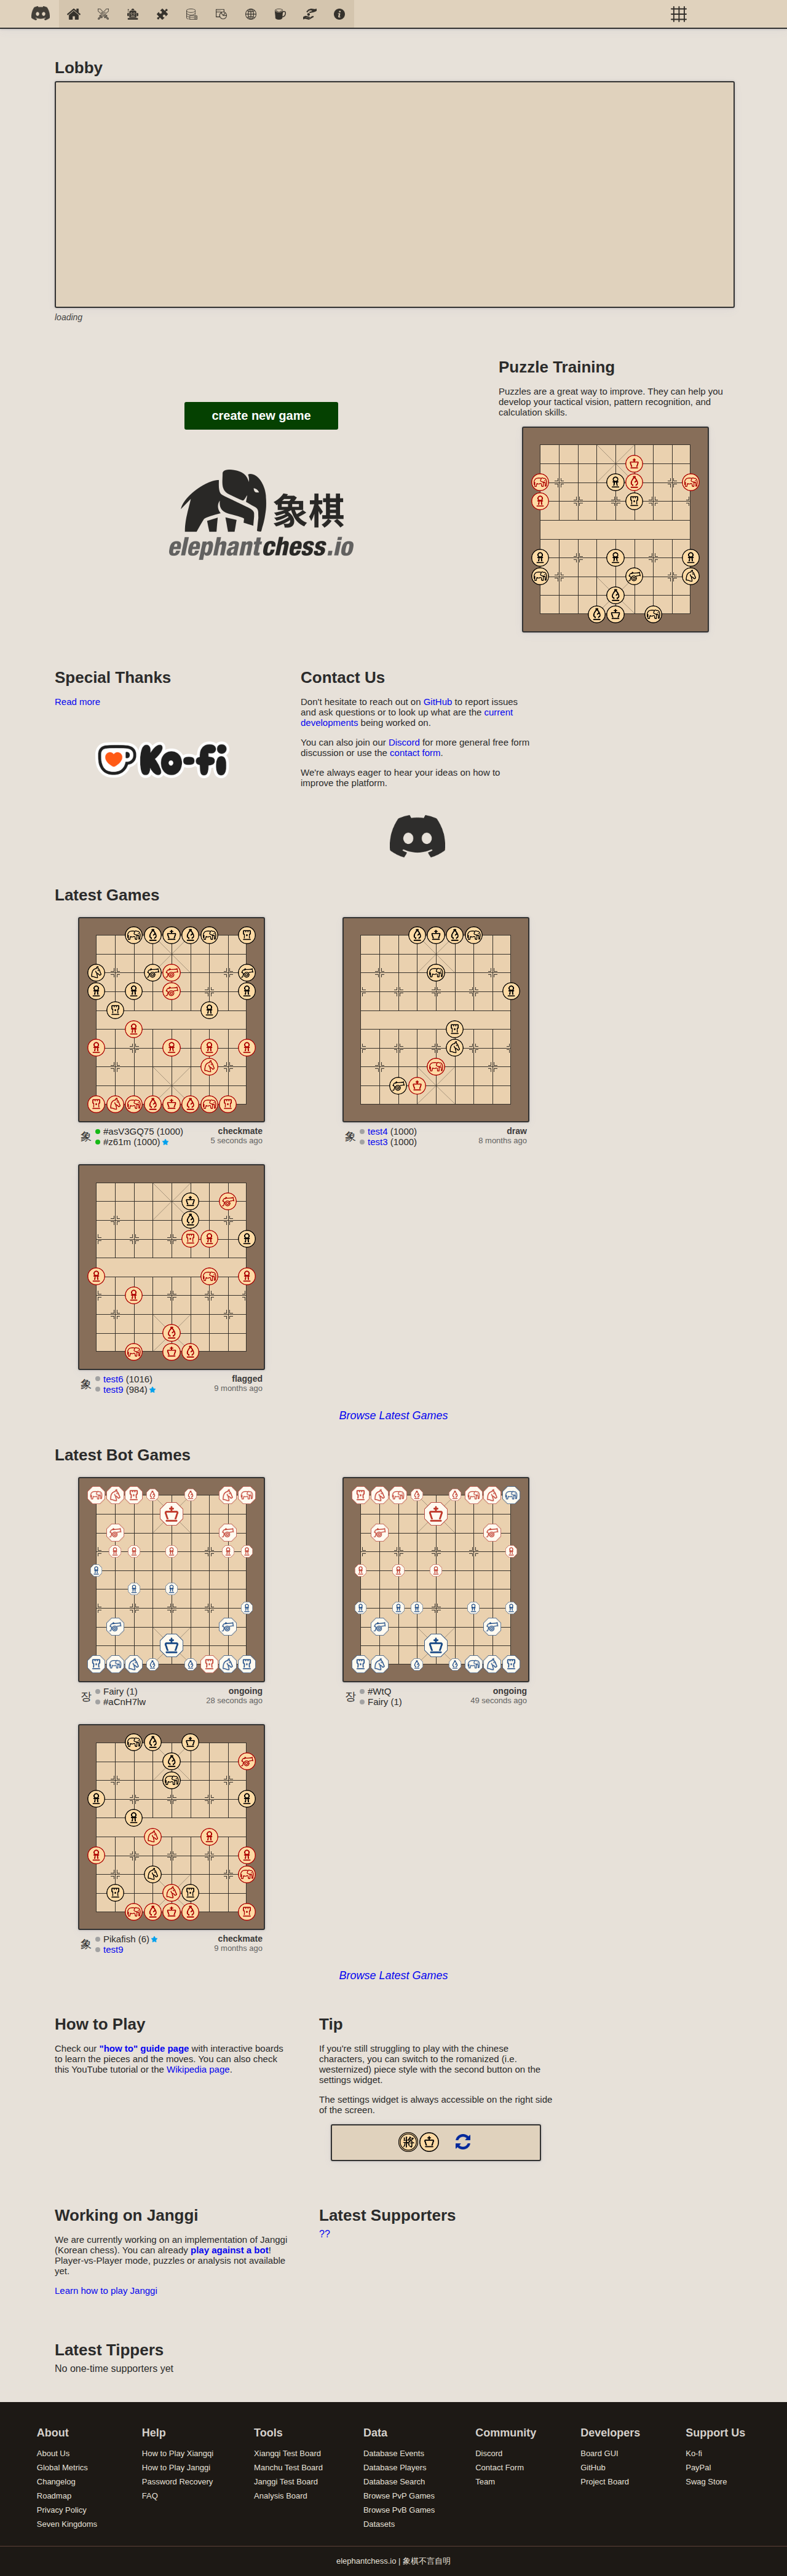 Lobby
loading
create new game
象棋
elephantchess.io
Puzzle Training
Puzzles are a great way to improve. They can help you
develop your tactical vision, pattern recognition, and
calculation skills.
Special Thanks
Read more
Ko-fi
Contact Us
Don't hesitate to reach out on GitHub to report issues
and ask questions or to look up what are the current
developments being worked on.
You can also join our Discord for more general free form
discussion or use the contact form.
We're always eager to hear your ideas on how to
improve the platform.
Latest Games
象
#asV3GQ75 (1000)
checkmate
#z61m (1000)
5 seconds ago
象
test4 (1000)
draw
test3 (1000)
8 months ago
象
test6 (1016)
flagged
test9 (984)
9 months ago
Browse Latest Games
Latest Bot Games
장
Fairy (1)
ongoing
#aCnH7lw
28 seconds ago
장
#WtQ
ongoing
Fairy (1)
49 seconds ago
象
Pikafish (6)
checkmate
test9
9 months ago
Browse Latest Games
How to Play
Check our "how to" guide page with interactive boards
to learn the pieces and the moves. You can also check
this YouTube tutorial or the Wikipedia page.
Tip
If you're still struggling to play with the chinese
characters, you can switch to the romanized (i.e.
westernized) piece style with the second button on the
settings widget.
The settings widget is always accessible on the right side
of the screen.
將
Working on Janggi
We are currently working on an implementation of Janggi
(Korean chess). You can already play against a bot!
Player-vs-Player mode, puzzles or analysis not available
yet.
Learn how to play Janggi
Latest Supporters
??
Latest Tippers
No one-time supporters yet
About
About Us
Global Metrics
Changelog
Roadmap
Privacy Policy
Seven Kingdoms
Help
How to Play Xiangqi
How to Play Janggi
Password Recovery
FAQ
Tools
Xiangqi Test Board
Manchu Test Board
Janggi Test Board
Analysis Board
Data
Database Events
Database Players
Database Search
Browse PvP Games
Browse PvB Games
Datasets
Community
Discord
Contact Form
Team
Developers
Board GUI
GitHub
Project Board
Support Us
Ko-fi
PayPal
Swag Store
elephantchess.io | 象棋不言自明